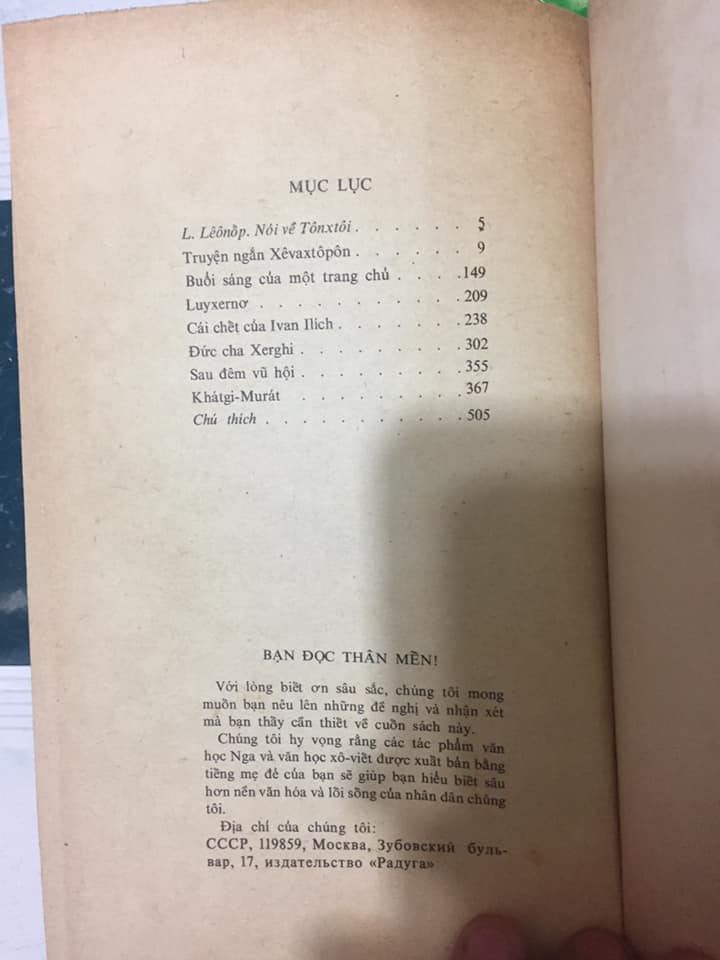 MỤC LỤC
L. Lêônôp. Nói về Tônxtôi . . . . . . 5
Truyện ngắn Xêvaxtôpôn . . . . . . 9
Buổi sáng của một trang chủ . . . .149
Luyxernơ . . . . . . . . . . .209
Cái chết của Ivan Ilích . . . . . . . .238
Đức cha Xerghi . . . . . . . . . .302
Sau đêm vũ hội . . . . . . . . . .355
Khátgi-Murát . . . . . . . . . .367
Chú thích . . . . . . . . . . . .505
BẠN ĐỌC THÂN MẾN!
Với lòng biết ơn sâu sắc, chúng tôi mong
muốn bạn nêu lên những đề nghị và nhận xét
mà bạn thấy cần thiết về cuốn sách này.
Chúng tôi hy vọng rằng các tác phẩm văn
học Nga và văn học xô-viết được xuất bản bằng
tiếng mẹ đẻ của bạn sẽ giúp bạn hiểu biết sâu
hơn nền văn hóa và lối sống của nhân dân chúng
tôi.
Địa chỉ của chúng tôi:
СССР, 119859, Москва, Зубовский буль-
вар, 17, издательство «Радуга»